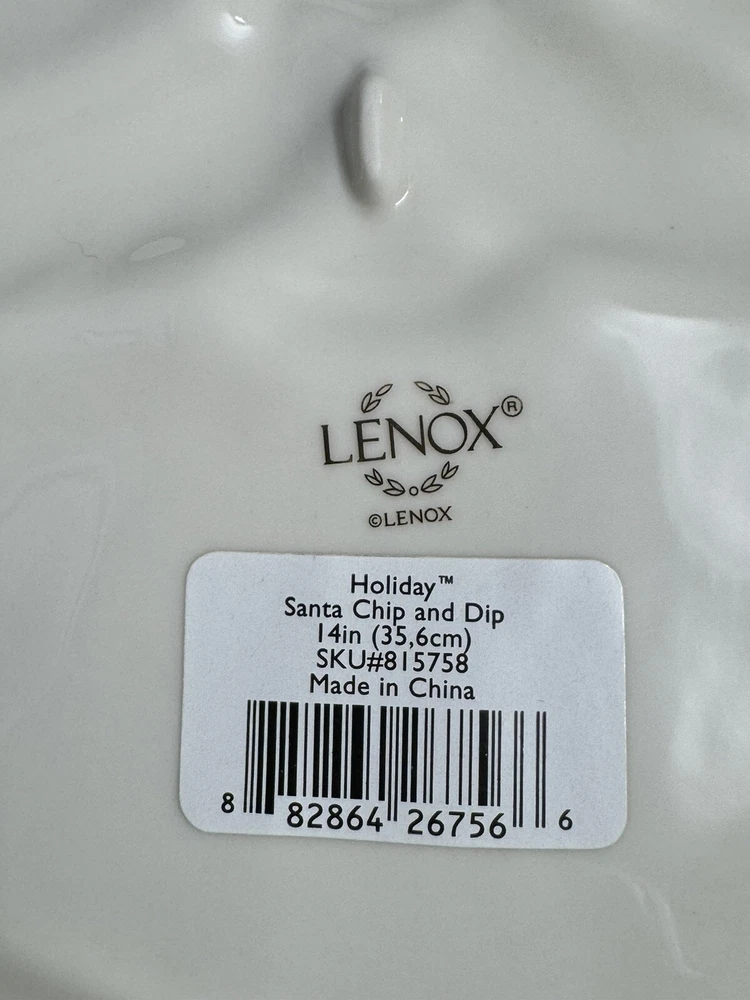 LENOX®
©LENOX
Holiday™
Santa Chip and Dip
14in (35,6cm)
SKU#815758
Made in China
8 82864 26756 6